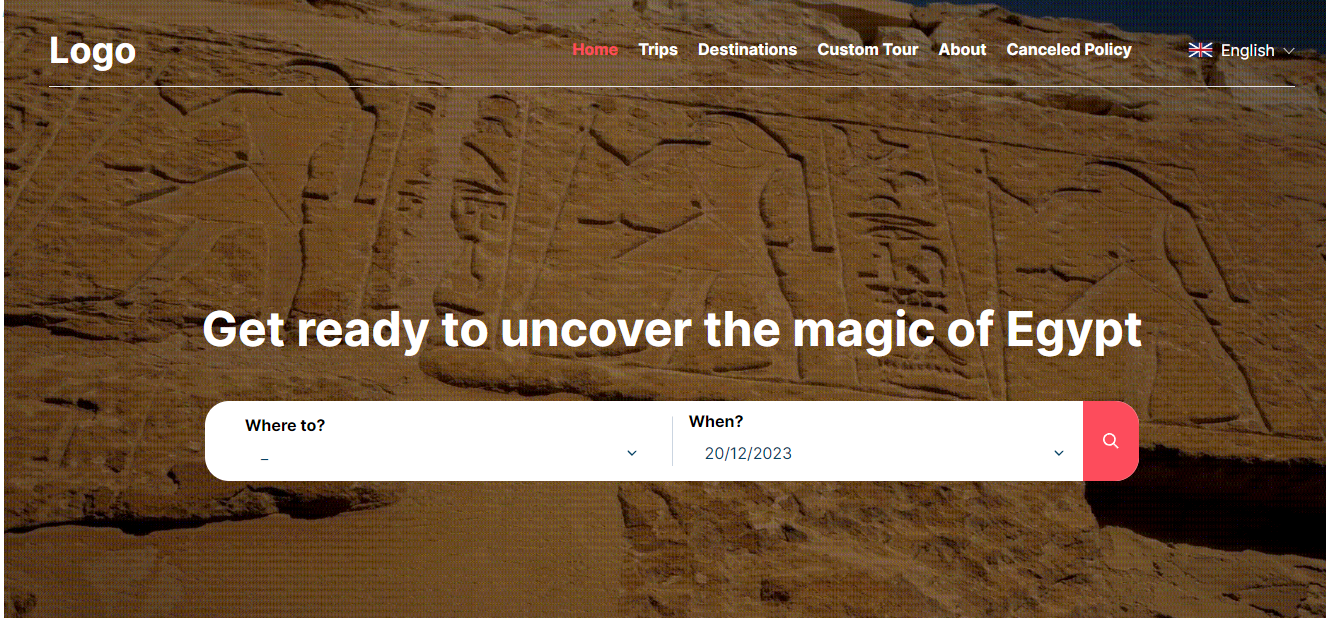 Logo
Home Trips Destinations Custom Tour About Canceled Policy English
Get ready to uncover the magic of Egypt
Where to? When?
_ 20/12/2023